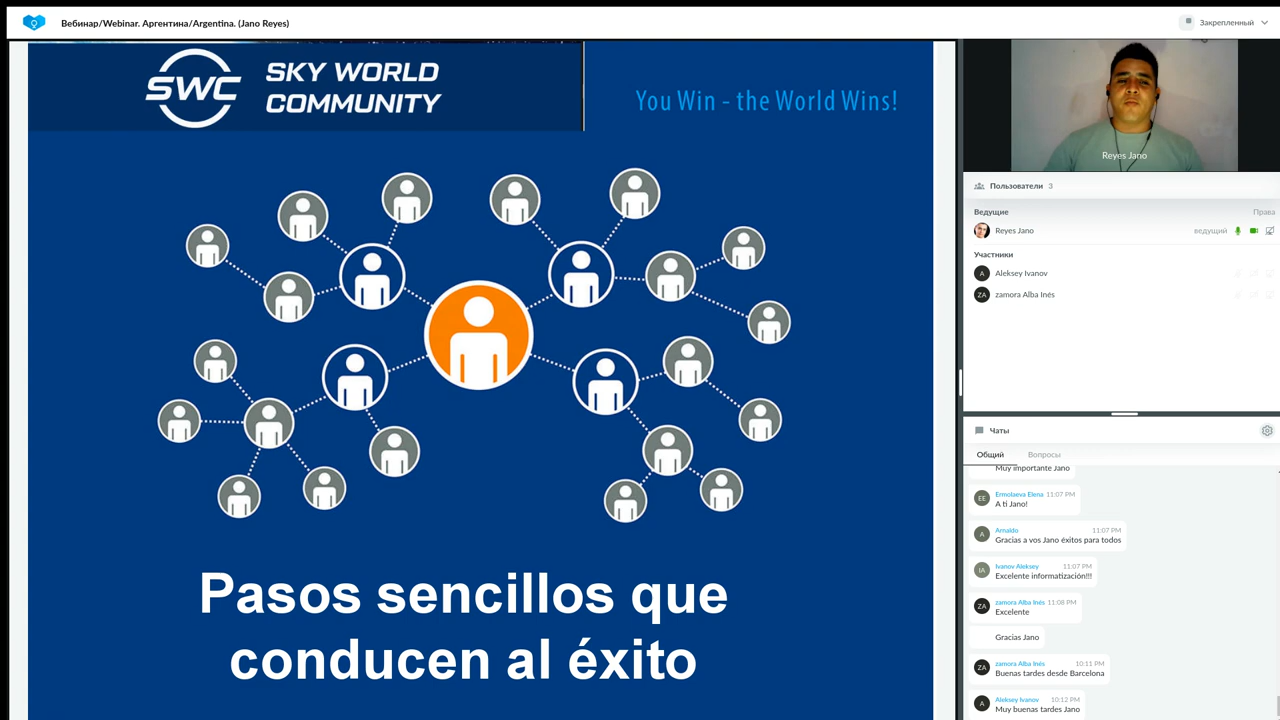 Вебинар/Webinar. Аргентина/Argentina. (Jano Reyes)
Закрепленный
SWC
SKY WORLD
COMMUNITY
You Win - the World Wins!
Pasos sencillos que
conducen al éxito
Reyes Jano
Пользователи 3
Ведущие Права
Reyes Jano ведущий
Участники
A Aleksey Ivanov
ZA zamora Alba Inés
Чаты
Общий Вопросы
Muy importante Jano
EE Ermolaeva Elena 11:07 PM
A ti Jano!
A Arnaldo 11:07 PM
Gracias a vos Jano éxitos para todos
IA Ivanov Aleksey 11:07 PM
Excelente informatización!!!
ZA zamora Alba Inés 11:08 PM
Excelente
Gracias Jano
ZA zamora Alba Inés 10:11 PM
Buenas tardes desde Barcelona
A Aleksey Ivanov 10:12 PM
Muy buenas tardes Jano